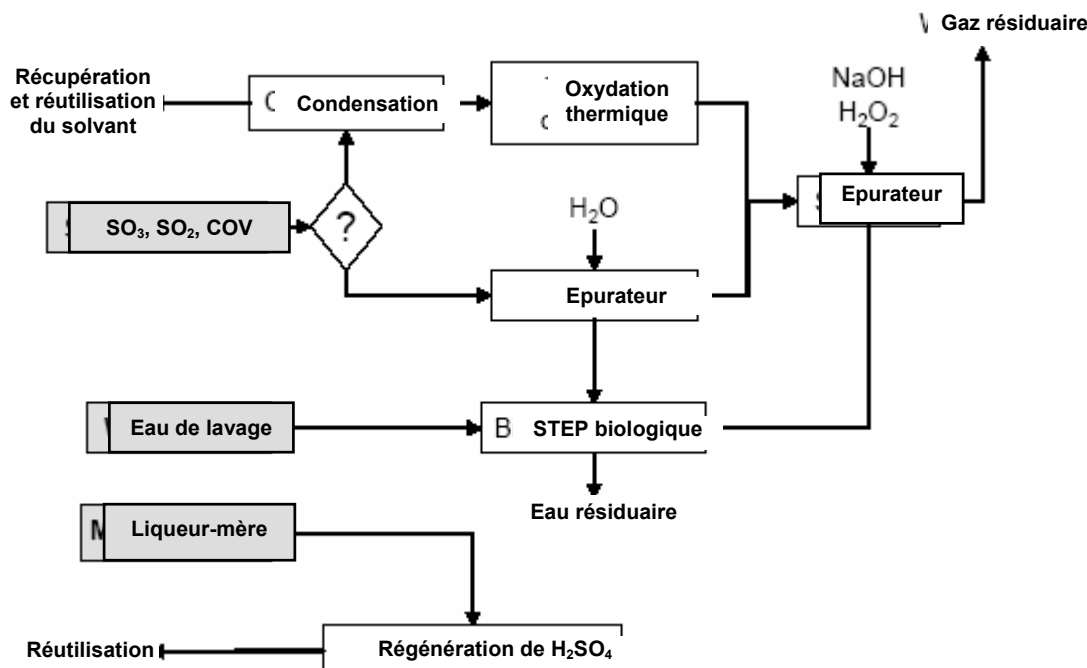 Gaz résiduaire
Récupération
et réutilisation
du solvant
Condensation
Oxydation
thermique
NaOH
H₂O₂
SO₃, SO₂, COV
?
H₂O
Epurateur
Epurateur
Eau de lavage
B STEP biologique
Liqueur-mère
Eau résiduaire
Réutilisation
Régénération de H₂SO₄